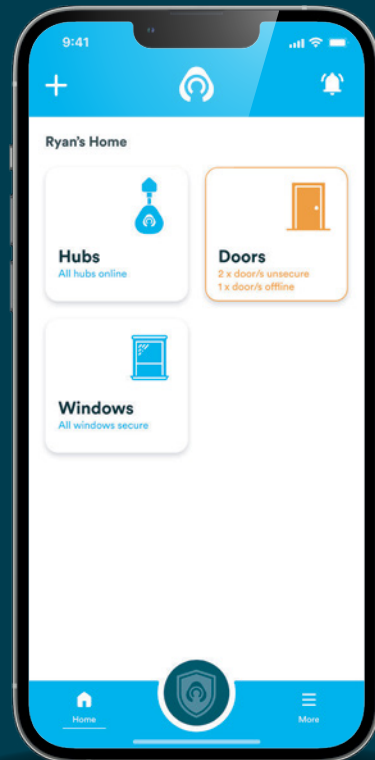 9:41
Ryan's Home
Hubs
All hubs online
Doors
2 x door/s unsecure
1 x door/s offline
Windows
All windows secure
Home
More